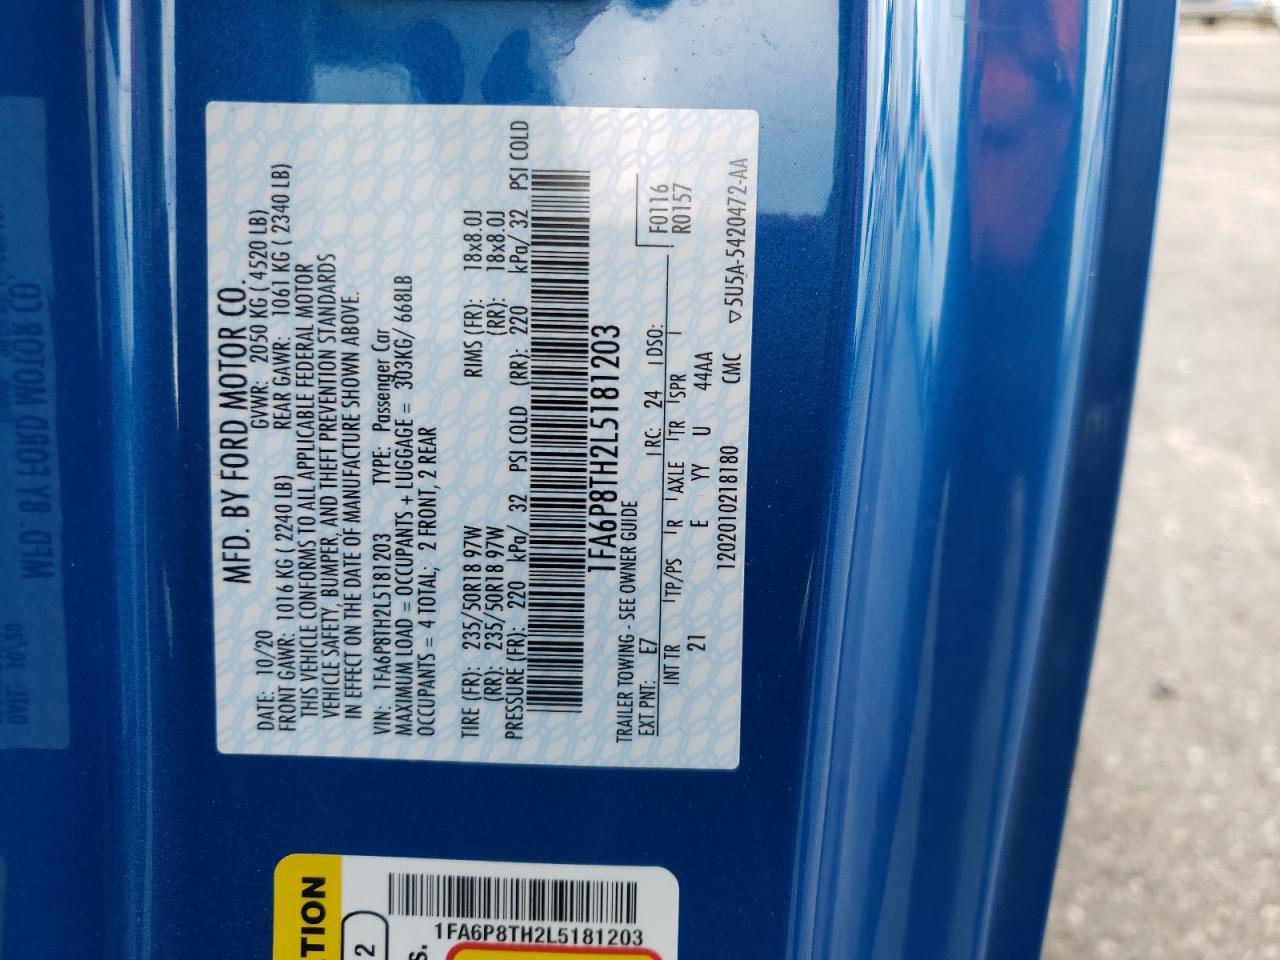 MFD. BY FORD MOTOR CO.
DATE: 10/20 GVWR: 2050 KG ( 4520 LB)
FRONT GAWR: 1016 KG ( 2240 LB) REAR GAWR: 1061 KG ( 2340 LB)
THIS VEHICLE CONFORMS TO ALL APPLICABLE FEDERAL MOTOR
VEHICLE SAFETY, BUMPER, AND THEFT PREVENTION STANDARDS
IN EFFECT ON THE DATE OF MANUFACTURE SHOWN ABOVE.
VIN: 1FA6P8TH2L5181203 TYPE: Passenger Car
MAXIMUM LOAD = OCCUPANTS + LUGGAGE = 303KG/ 668LB
OCCUPANTS = 4 TOTAL; 2 FRONT, 2 REAR
TIRE (FR): 235/50R18 97W RIMS (FR): 18x8.0J
(RR): 235/50R18 97W (RR): 18x8.0J
PRESSURE (FR): 220 kPa/ 32 PSI COLD (RR): 220 kPa/ 32 PSI COLD
1FA6P8TH2L5181203
TRAILER TOWING - SEE OWNER GUIDE
EXT PNT: E7 RC: 24 DSO: F0116
R0157
INT TR TP/PS R AXLE TR SPR
21 E YY U 44AA
1202010218180 CMC ▽5U5A-5420472-AA
TION
2
1FA6P8TH2L5181203
S.